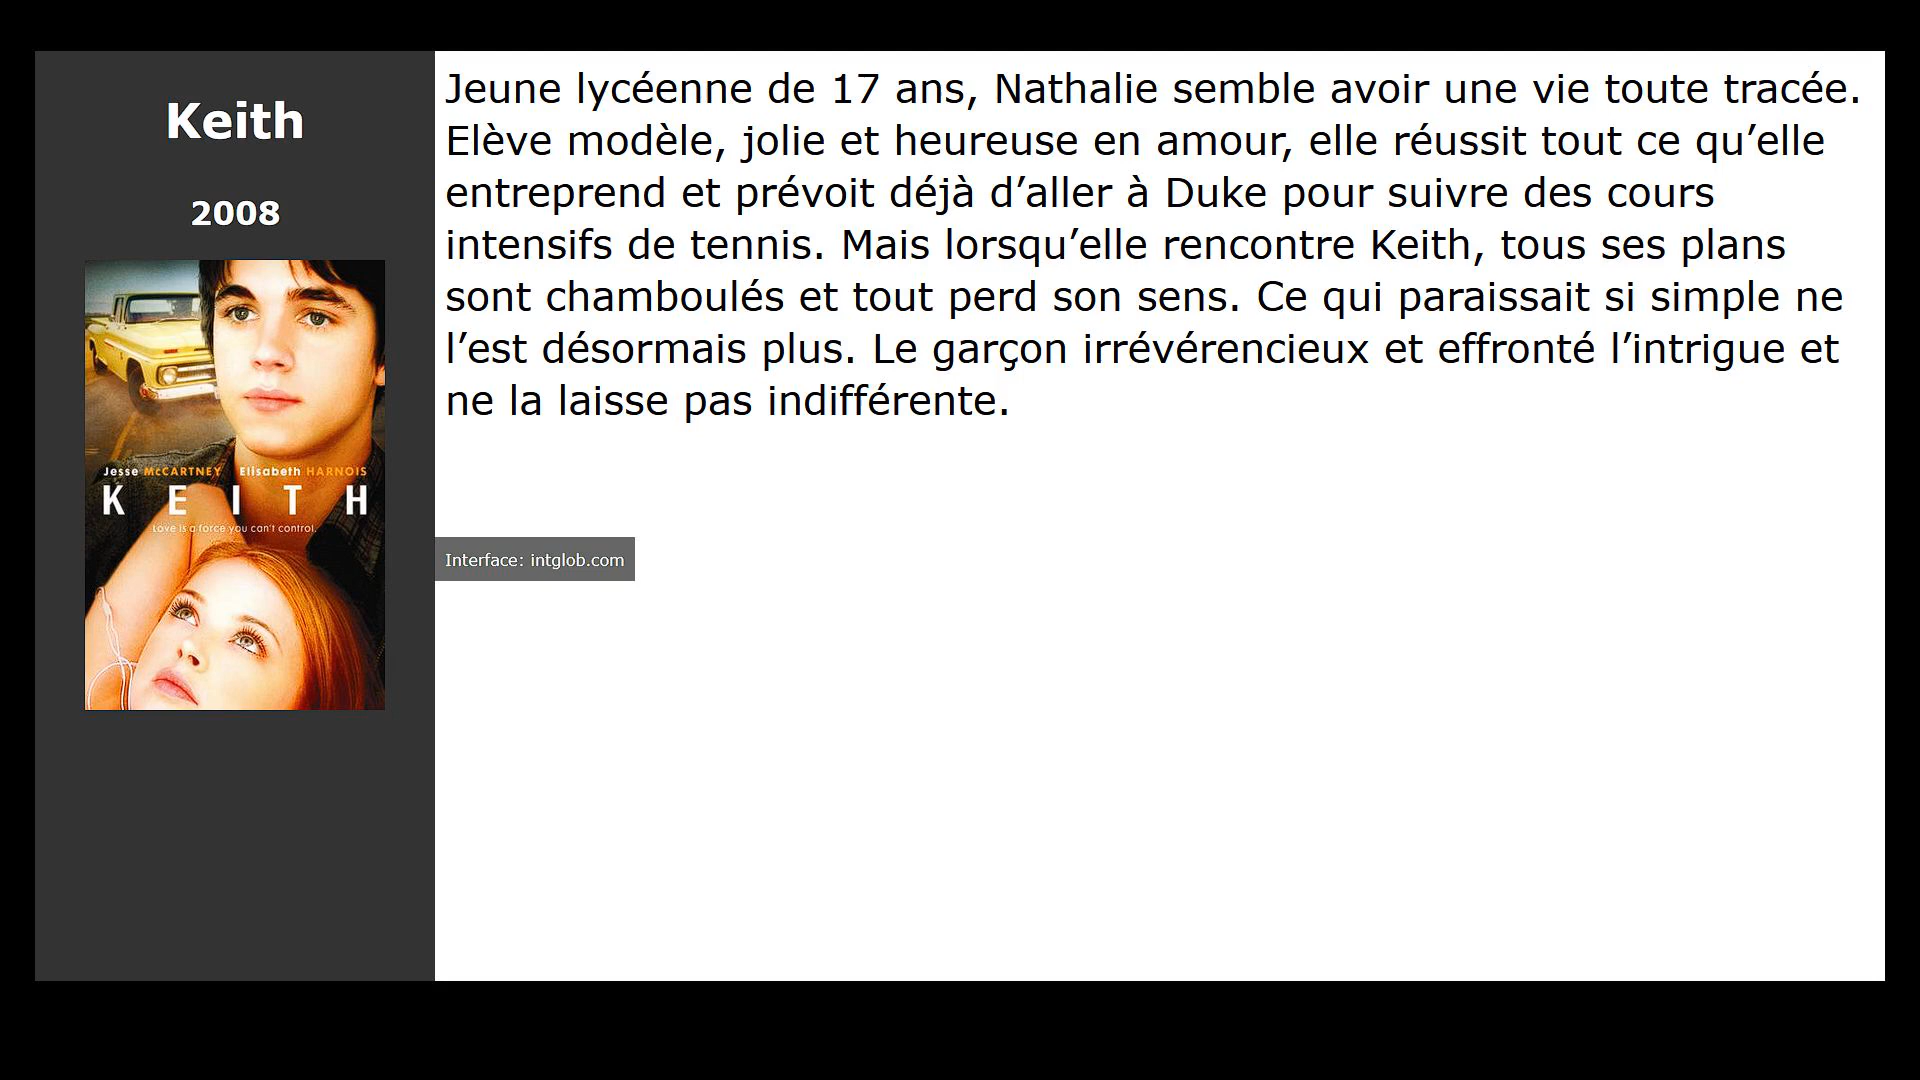 Keith
2008
Jesse McCARTNEY Elisabeth HARNOIS
KEITH
Love is a force you can't control.
Jeune lycéenne de 17 ans, Nathalie semble avoir une vie toute tracée.
Elève modèle, jolie et heureuse en amour, elle réussit tout ce qu’elle
entreprend et prévoit déjà d’aller à Duke pour suivre des cours
intensifs de tennis. Mais lorsqu’elle rencontre Keith, tous ses plans
sont chamboulés et tout perd son sens. Ce qui paraissait si simple ne
l’est désormais plus. Le garçon irrévérencieux et effronté l’intrigue et
ne la laisse pas indifférente.
Interface: intglob.com